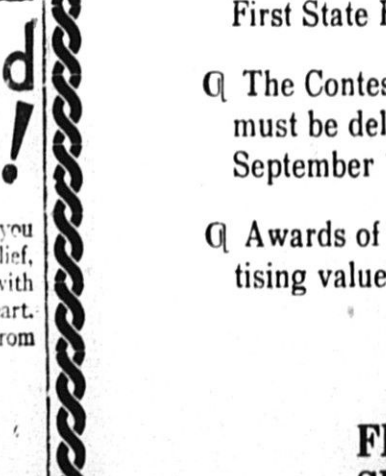 d
!
you
lief,
with
art.
rom
First State
¶ The Contes
must be del
September
¶ Awards of
tising value
Fl